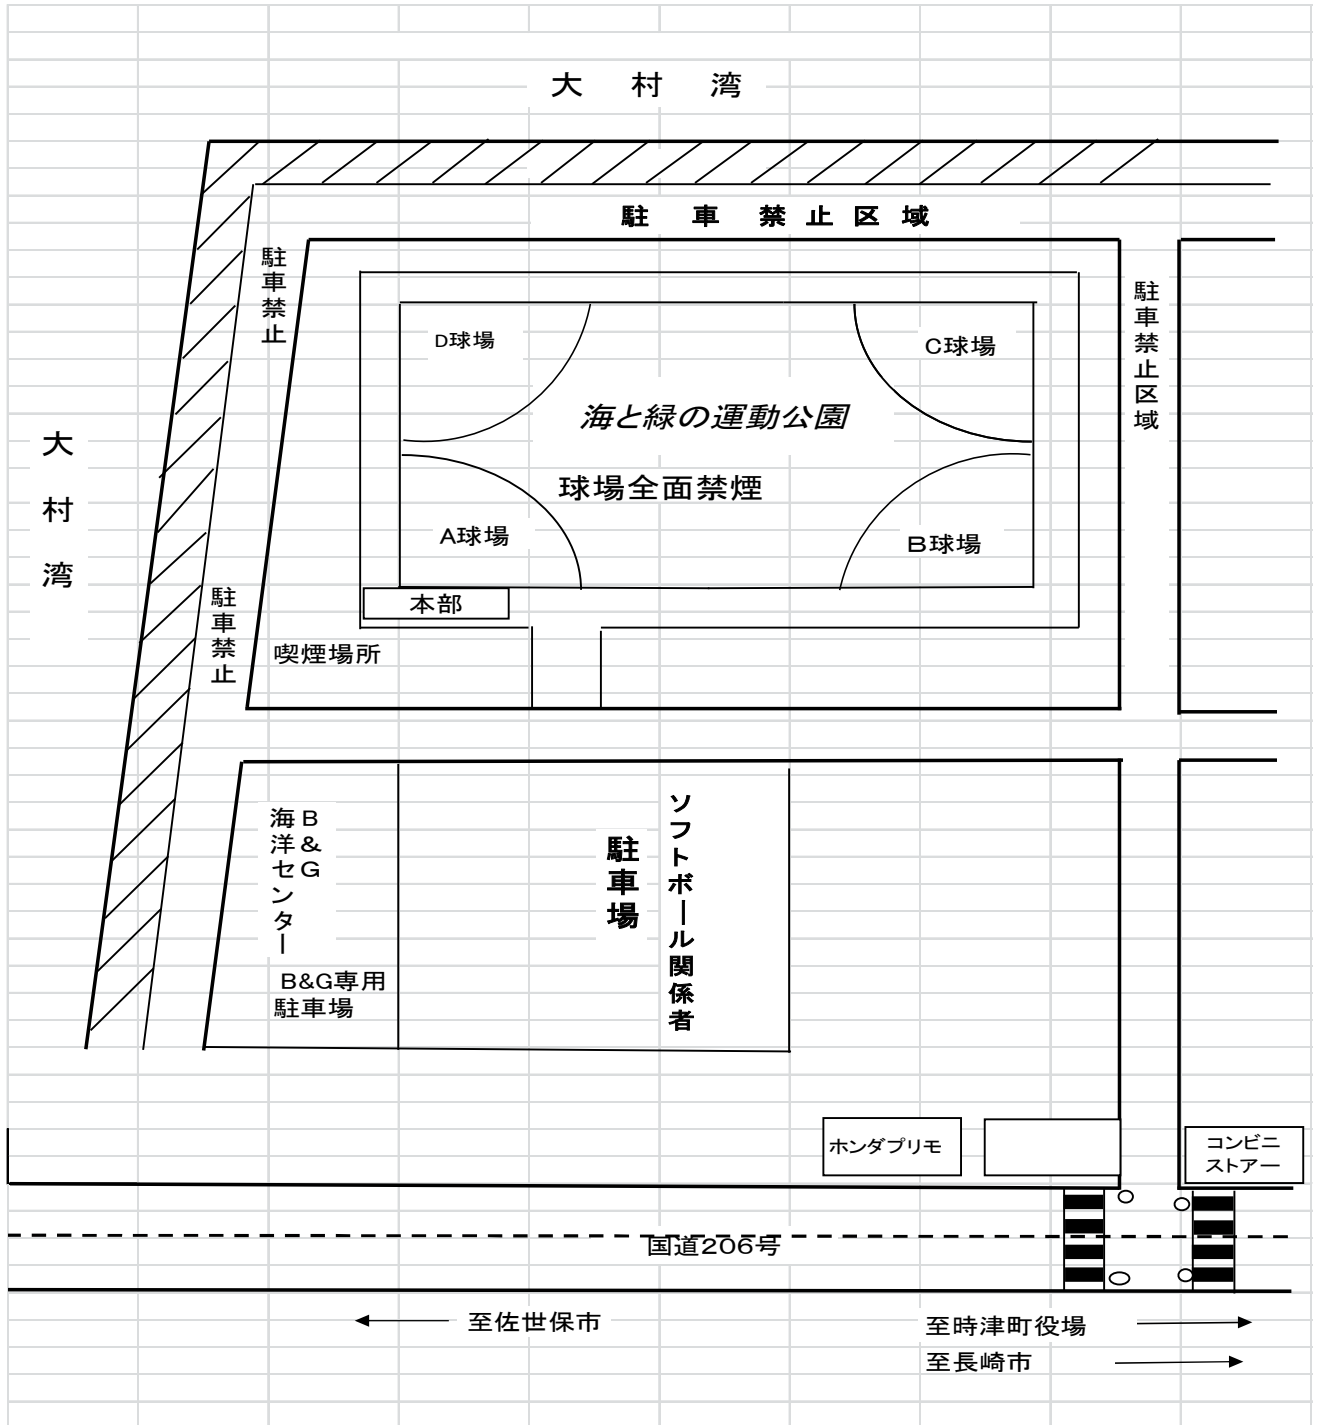 大村湾
駐車禁止区域
駐車禁止
駐車禁止区域
D球場
C球場
海と緑の運動公園
大村湾
球場全面禁煙
A球場
B球場
本部
駐車禁止
喫煙場所
B&G
海洋センター
ソフトボール関係者
駐車場
B&G専用
駐車場
ホンダプリモ
コンビニ
ストアー
国道206号
至佐世保市
至時津町役場
至長崎市